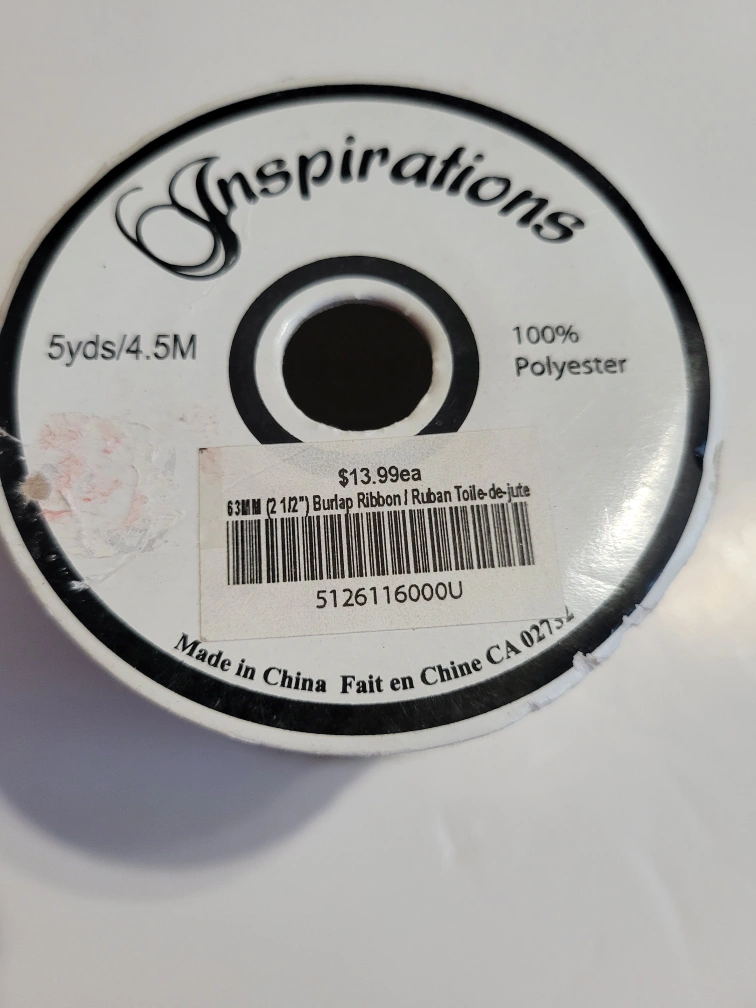 Inspirations
5yds/4.5M
100%
Polyester
$13.99ea
63MM (2 1/2") Burlap Ribbon / Ruban Toile-de-jute
5126116000U
Made in China Fait en Chine CA